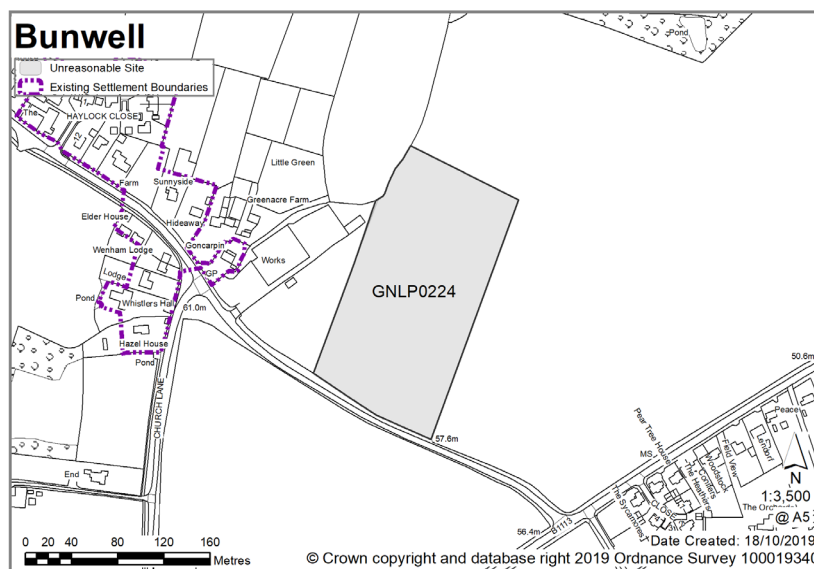 Bunwell
Unreasonable Site
Existing Settlement Boundaries
Pond
The
HAYLOCK CLOSE
12
Little Green
Farm
Sunnyside
Greenacre Farm
Elder House
Hideaway
Wenham Lodge
Goncarpin
Works
Lodge
GP
GNLP0224
Pond
Whistlers Hall
61.0m
Hazel House
Pond
50.6m
CHURCH LANE
Peace
Pear Tree House
57.6m
MS
Field View
Woodstock
Conifers
The Heathers
The Sycamores
CLOSE
End
N
1:3,500
@ A5
B1113
56.4m
Date Created: 18/10/2019
0 20 40 80 120 160
Metres
© Crown copyright and database right 2019 Ordnance Survey 100019340